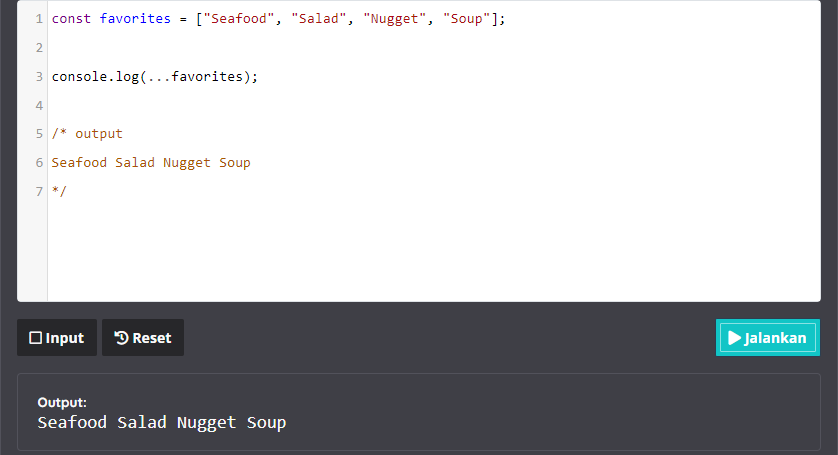 1 const favorites = ["Seafood", "Salad", "Nugget", "Soup"];
2
3 console.log(...favorites);
4
5 /* output
6 Seafood Salad Nugget Soup
7 */
Input Reset Jalankan
Output:
Seafood Salad Nugget Soup